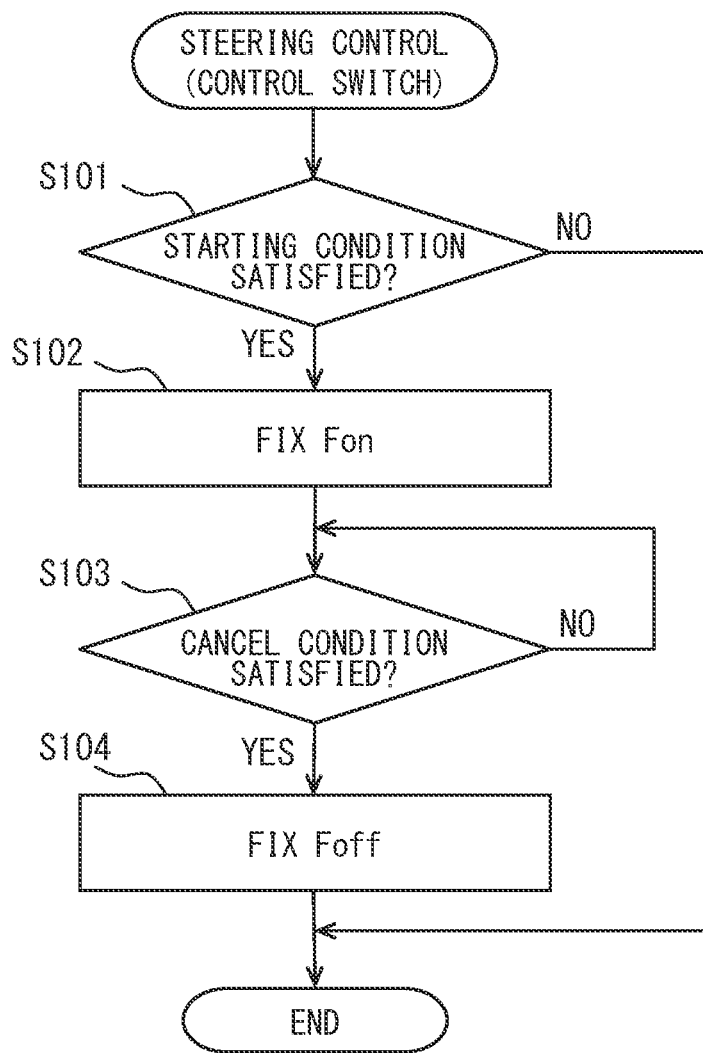 STEERING CONTROL
(CONTROL SWITCH)
S101
STARTING CONDITION
SATISFIED?
NO
YES
S102
FIX Fon
S103
CANCEL CONDITION
SATISFIED?
NO
YES
S104
FIX Foff
END